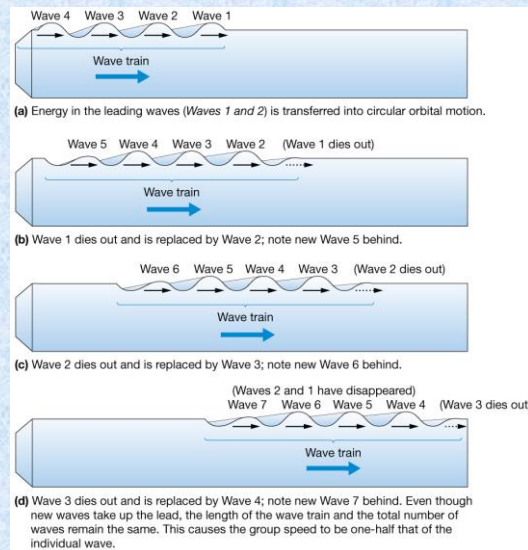 Wave 4 Wave 3 Wave 2 Wave 1
Wave train
(a) Energy in the leading waves (Waves 1 and 2) is transferred into circular orbital motion.
Wave 5 Wave 4 Wave 3 Wave 2 (Wave 1 dies out)
Wave train
(b) Wave 1 dies out and is replaced by Wave 2; note new Wave 5 behind.
Wave 6 Wave 5 Wave 4 Wave 3 (Wave 2 dies out)
Wave train
(c) Wave 2 dies out and is replaced by Wave 3; note new Wave 6 behind.
(Waves 2 and 1 have disappeared)
Wave 7 Wave 6 Wave 5 Wave 4 (Wave 3 dies out
Wave train
(d) Wave 3 dies out and is replaced by Wave 4; note new Wave 7 behind. Even though
new waves take up the lead, the length of the wave train and the total number of
waves remain the same. This causes the group speed to be one-half that of the
individual wave.